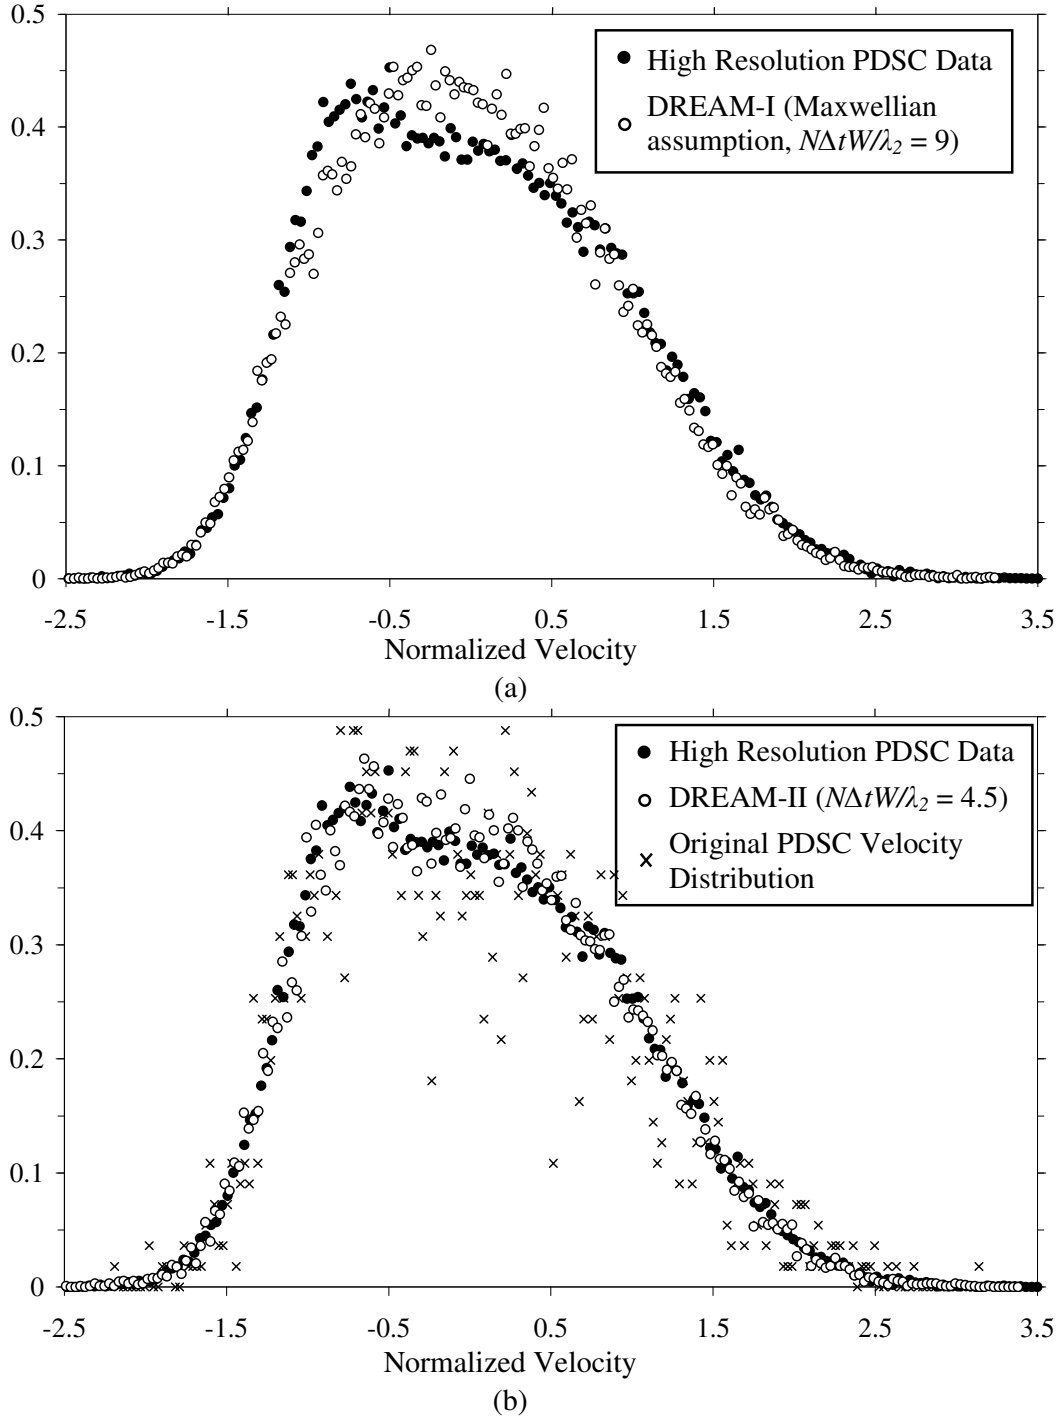 0.5
High Resolution PDSC Data
DREAM-I (Maxwellian
assumption, NΔtW/λ₂ = 9)
0.4
0.3
0.2
0.1
0
-2.5 -1.5 -0.5 0.5 1.5 2.5 3.5
Normalized Velocity
(a)
0.5
High Resolution PDSC Data
DREAM-II (NΔtW/λ₂ = 4.5)
Original PDSC Velocity
Distribution
0.4
0.3
0.2
0.1
0
-2.5 -1.5 -0.5 0.5 1.5 2.5 3.5
Normalized Velocity
(b)